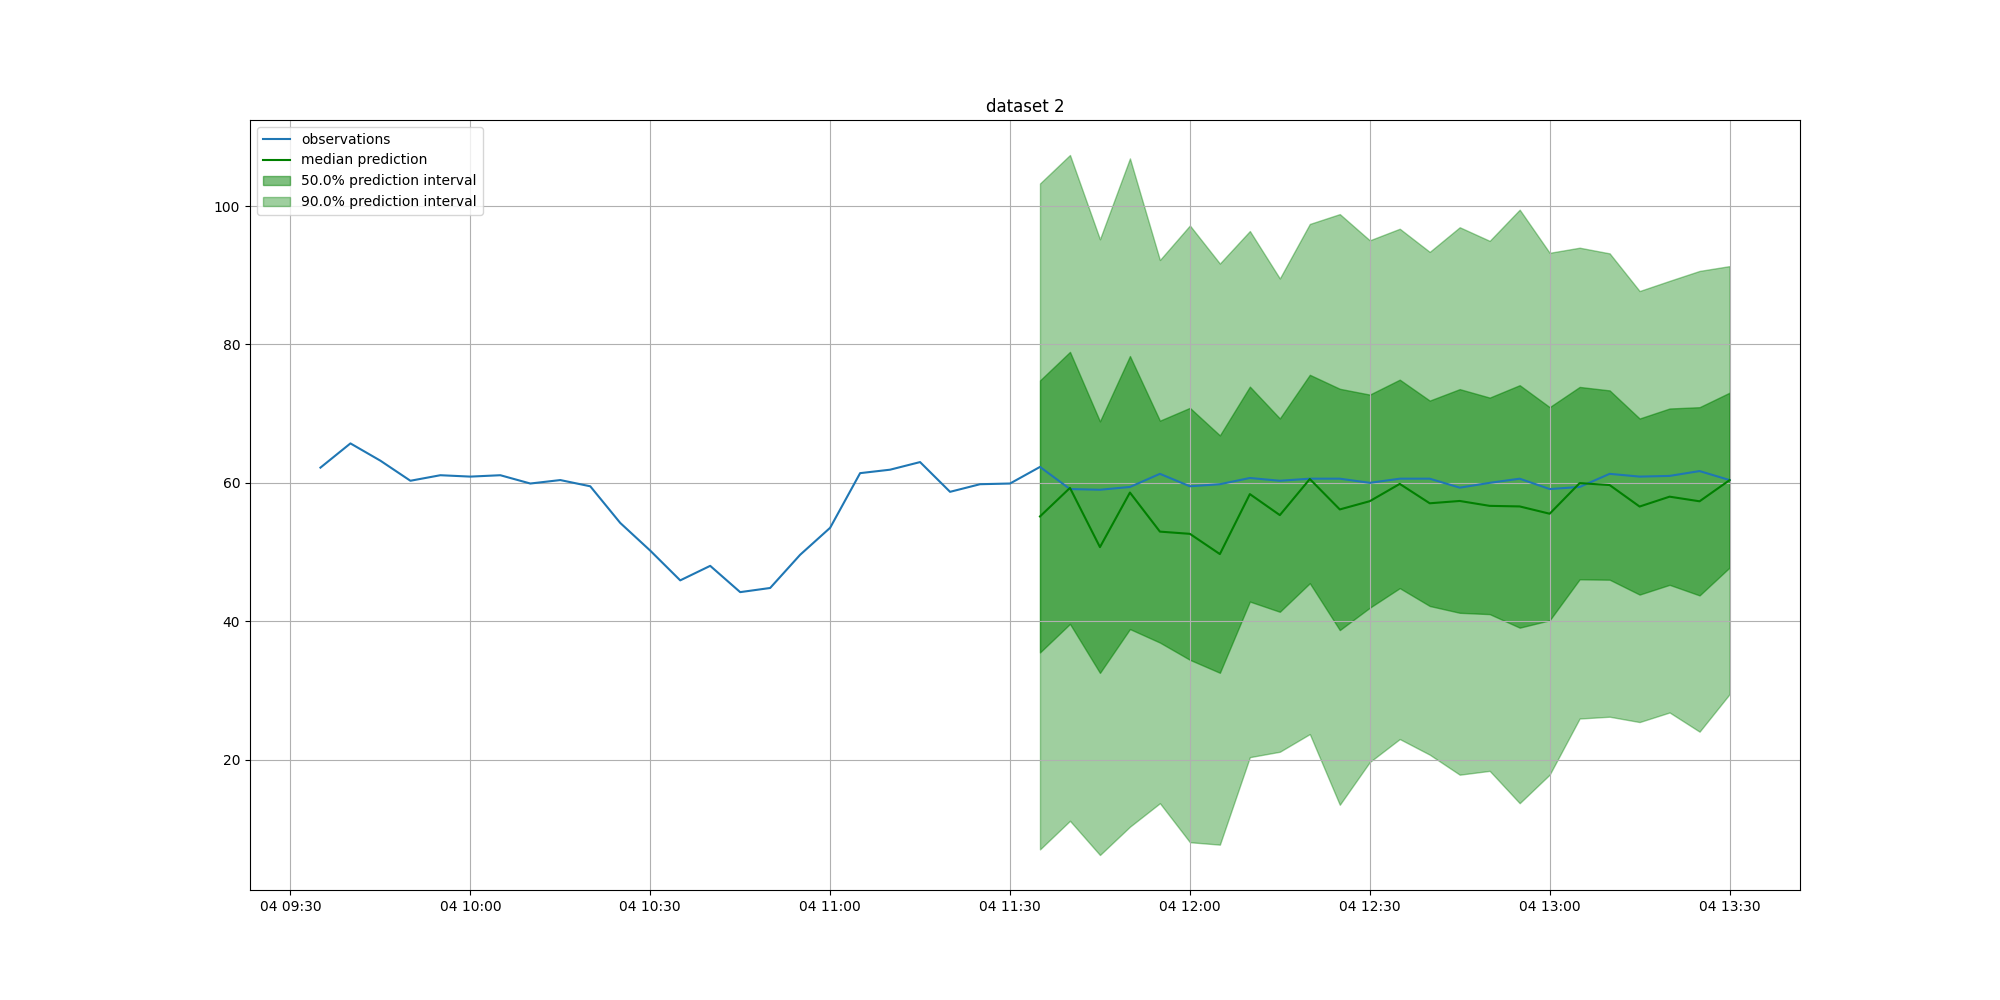 dataset 2
observations
median prediction
50.0% prediction interval
90.0% prediction interval
100
80
60
40
20
04 09:30 04 10:00 04 10:30 04 11:00 04 11:30 04 12:00 04 12:30 04 13:00 04 13:30